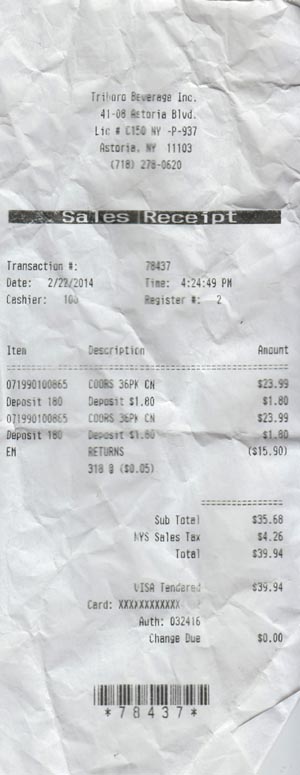 Triboro Beverage Inc.
41-08 Astoria Blvd.
Lic # C150 NY -P-937
Astoria, NY 11103
(718) 278-0620
Sales Receipt
Transaction #: 78437
Date: 2/22/2014 Time: 4:24:49 PM
Cashier: 100 Register #: 2
Item Description Amount
071990100865 COORS 36PK CN $23.99
Deposit 180 Deposit $1.80 $1.80
071990100865 COORS 36PK CN $23.99
Deposit 180 Deposit $1.80 $1.80
EM RETURNS ($15.90)
318 @ ($0.05)
Sub Total $35.68
NYS Sales Tax $4.26
Total $39.94
VISA Tendered $39.94
Card: XXXXXXXXXXX
Auth: 032416
Change Due $0.00
*78437*